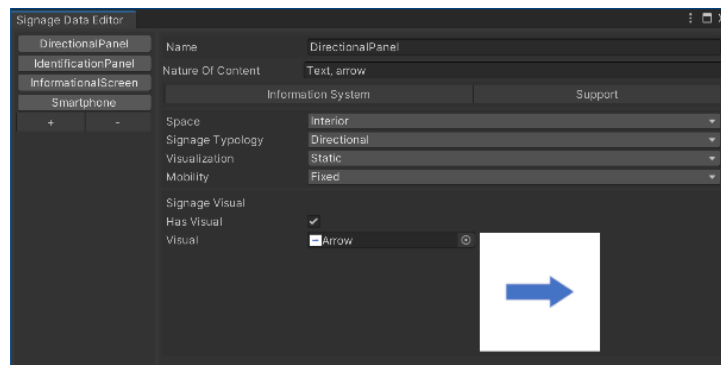 Signage Data Editor
DirectionalPanel
IdentificationPanel
InformationalScreen
Smartphone
+ -
Name DirectionalPanel
Nature Of Content Text, arrow
Information System Support
Space Interior
Signage Typology Directional
Visualization Static
Mobility Fixed
Signage Visual
Has Visual
Visual Arrow